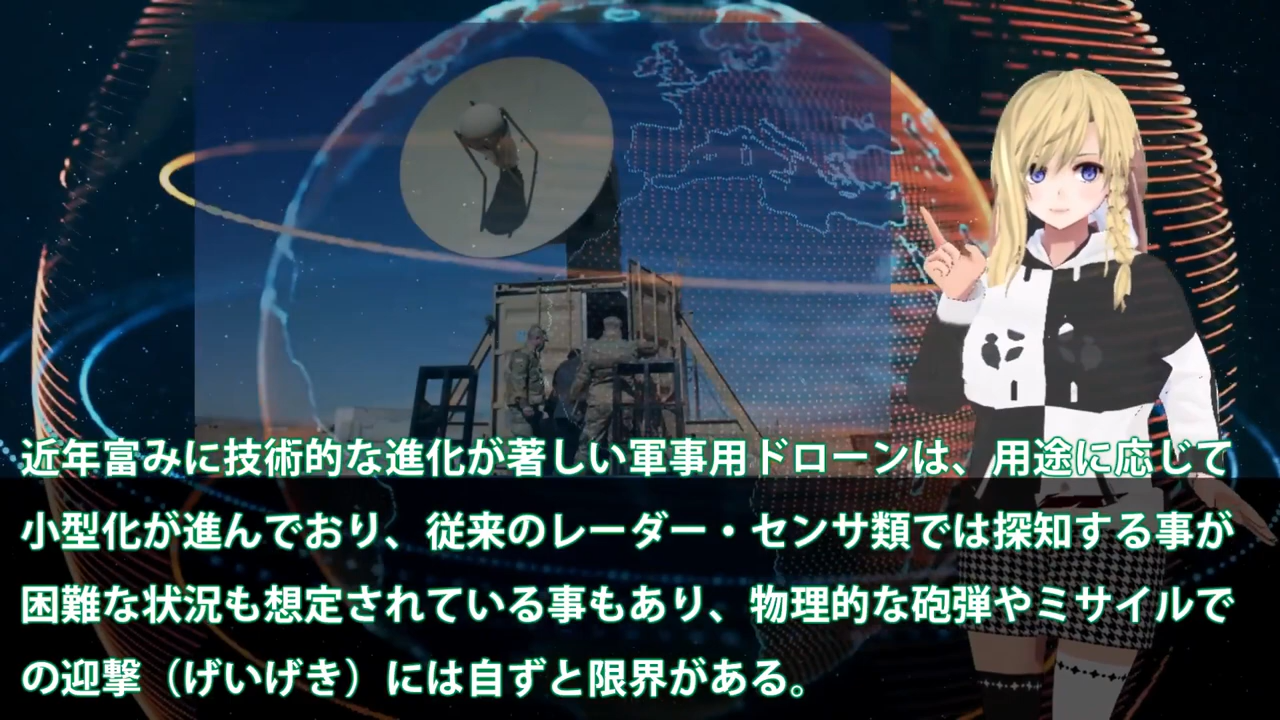 近年富みに技術的な進化が著しい軍事用ドローンは、用途に応じて
小型化が進んでおり、従来のレーダー・センサ類では探知する事が
困難な状況も想定されている事もあり、物理的な砲弾やミサイルで
の迎撃（げいげき）には自ずと限界がある。